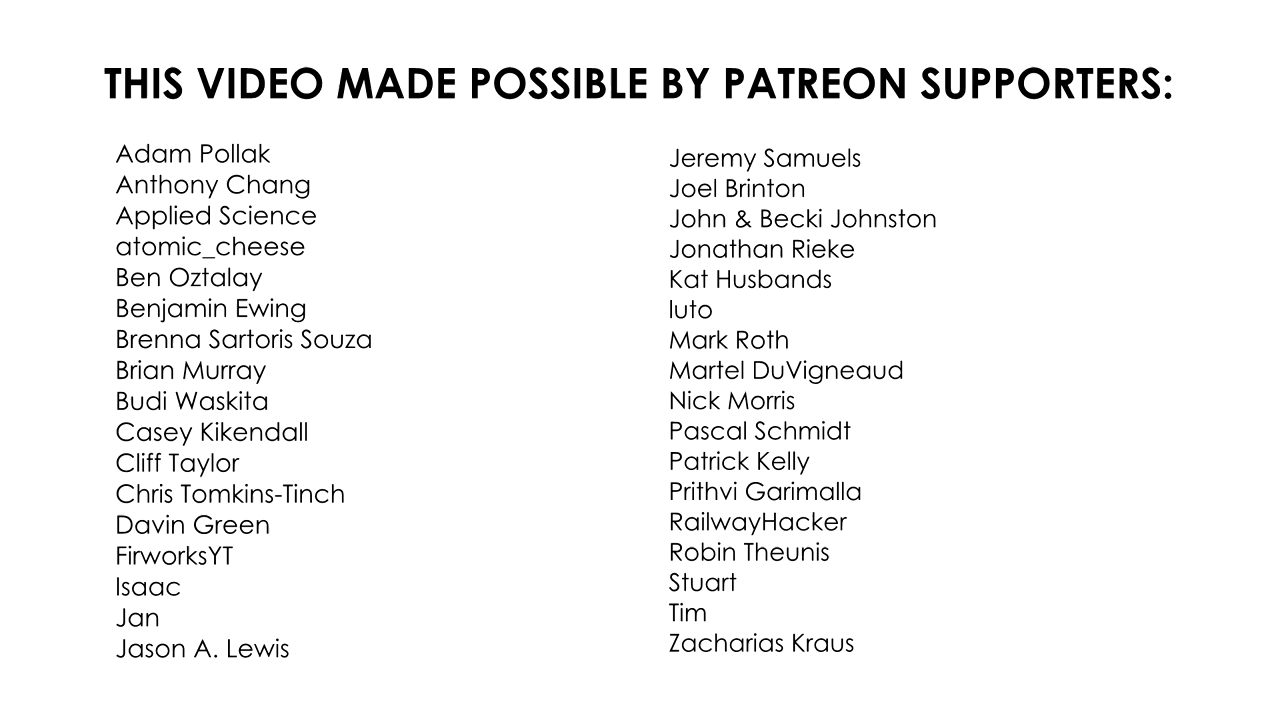 THIS VIDEO MADE POSSIBLE BY PATREON SUPPORTERS:
Adam Pollak
Anthony Chang
Applied Science
atomic_cheese
Ben Oztalay
Benjamin Ewing
Brenna Sartoris Souza
Brian Murray
Budi Waskita
Casey Kikendall
Cliff Taylor
Chris Tomkins-Tinch
Davin Green
FirworksYT
Isaac
Jan
Jason A. Lewis
Jeremy Samuels
Joel Brinton
John & Becki Johnston
Jonathan Rieke
Kat Husbands
luto
Mark Roth
Martel DuVigneaud
Nick Morris
Pascal Schmidt
Patrick Kelly
Prithvi Garimalla
RailwayHacker
Robin Theunis
Stuart
Tim
Zacharias Kraus